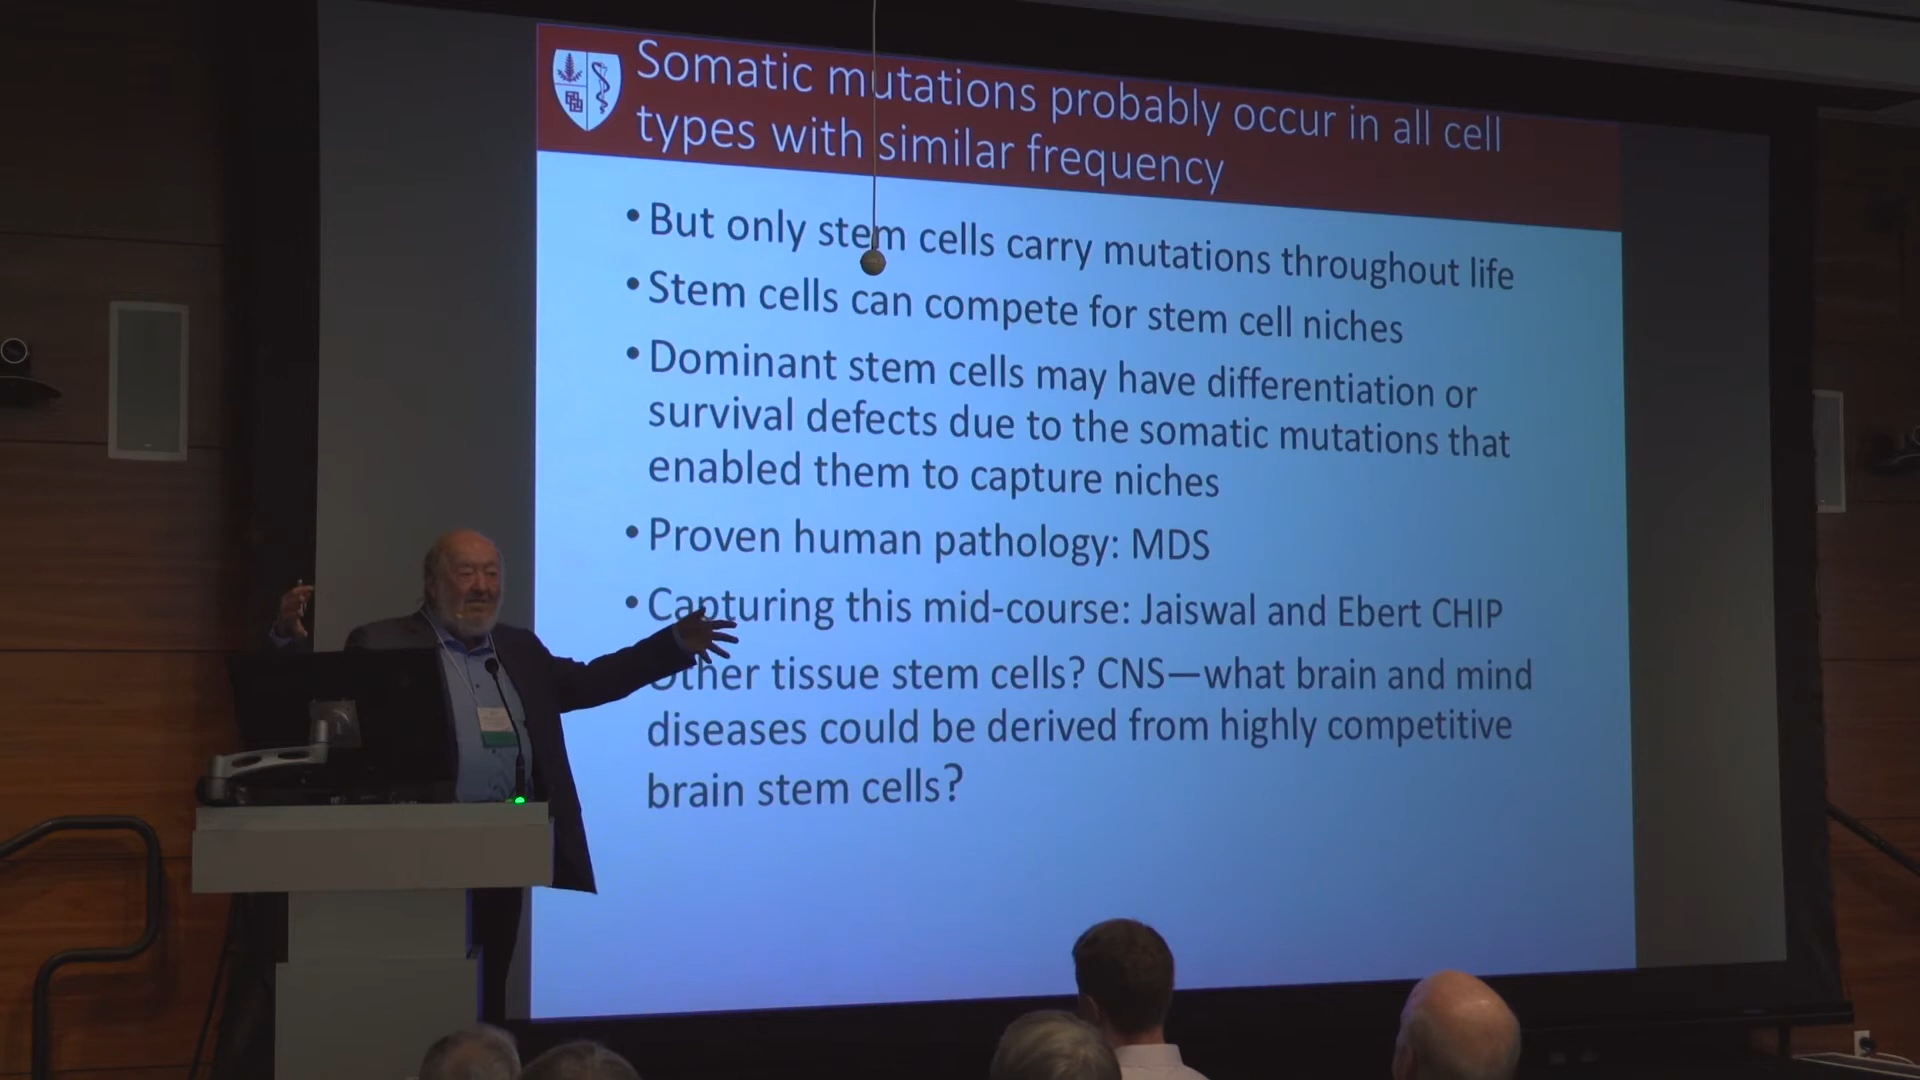 Somatic mutations probably occur in all cell
types with similar frequency
• But only stem cells carry mutations throughout life
• Stem cells can compete for stem cell niches
• Dominant stem cells may have differentiation or
survival defects due to the somatic mutations that
enabled them to capture niches
• Proven human pathology: MDS
• Capturing this mid-course: Jaiswal and Ebert CHIP
Other tissue stem cells? CNS—what brain and mind
diseases could be derived from highly competitive
brain stem cells?